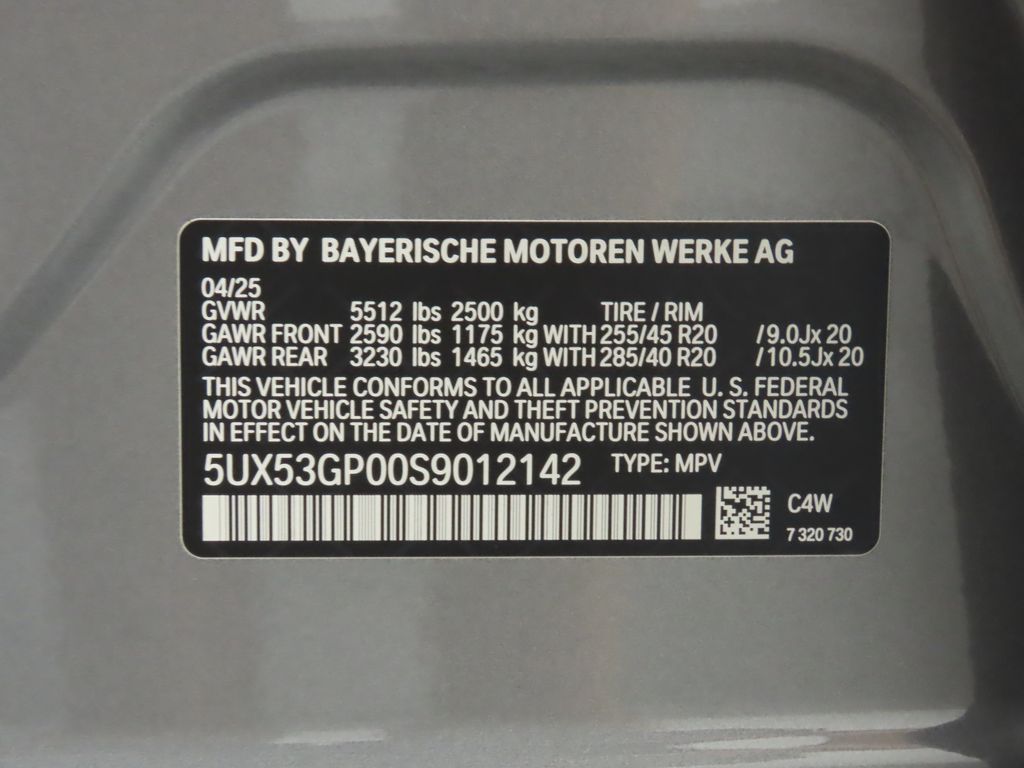 MFD BY BAYERISCHE MOTOREN WERKE AG
04/25
GVWR 5512 lbs 2500 kg TIRE / RIM
GAWR FRONT 2590 lbs 1175 kg WITH 255/45 R20 /9.0Jx 20
GAWR REAR 3230 lbs 1465 kg WITH 285/40 R20 /10.5Jx 20
THIS VEHICLE CONFORMS TO ALL APPLICABLE U. S. FEDERAL
MOTOR VEHICLE SAFETY AND THEFT PREVENTION STANDARDS
IN EFFECT ON THE DATE OF MANUFACTURE SHOWN ABOVE.
5UX53GP00S9012142 TYPE: MPV
C4W
7 320 730